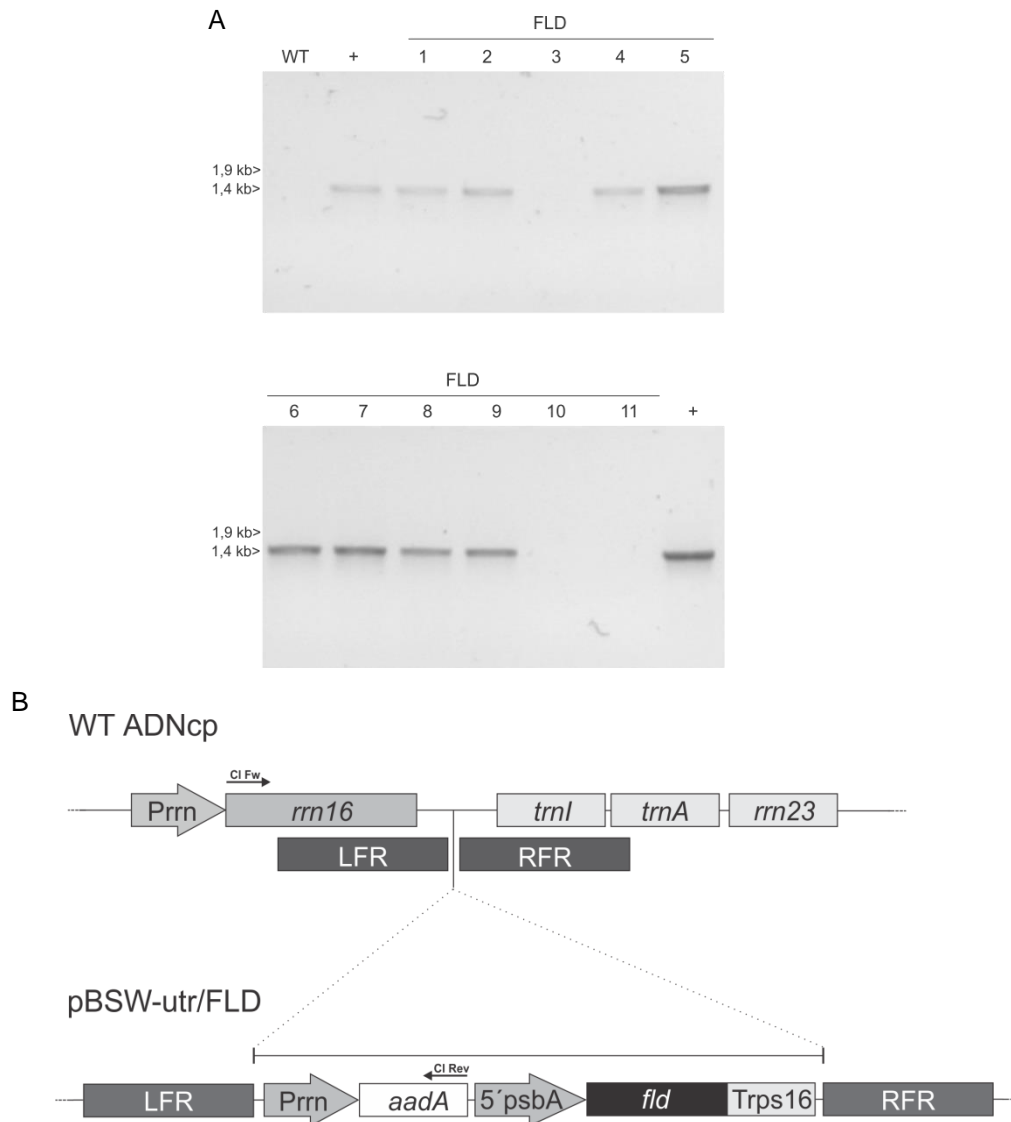 A
FLD
WT + 1 2 3 4 5
1,9 kb>
1,4 kb>
FLD
6 7 8 9 10 11 +
1,9 kb>
1,4 kb>
B
WT ADNcp
CI Fw
Prrn rrn16 trnI trnA rrn23
LFR RFR
pBSW-utr/FLD
CI Rev
LFR Prrn aadA 5´psbA fld Trps16 RFR